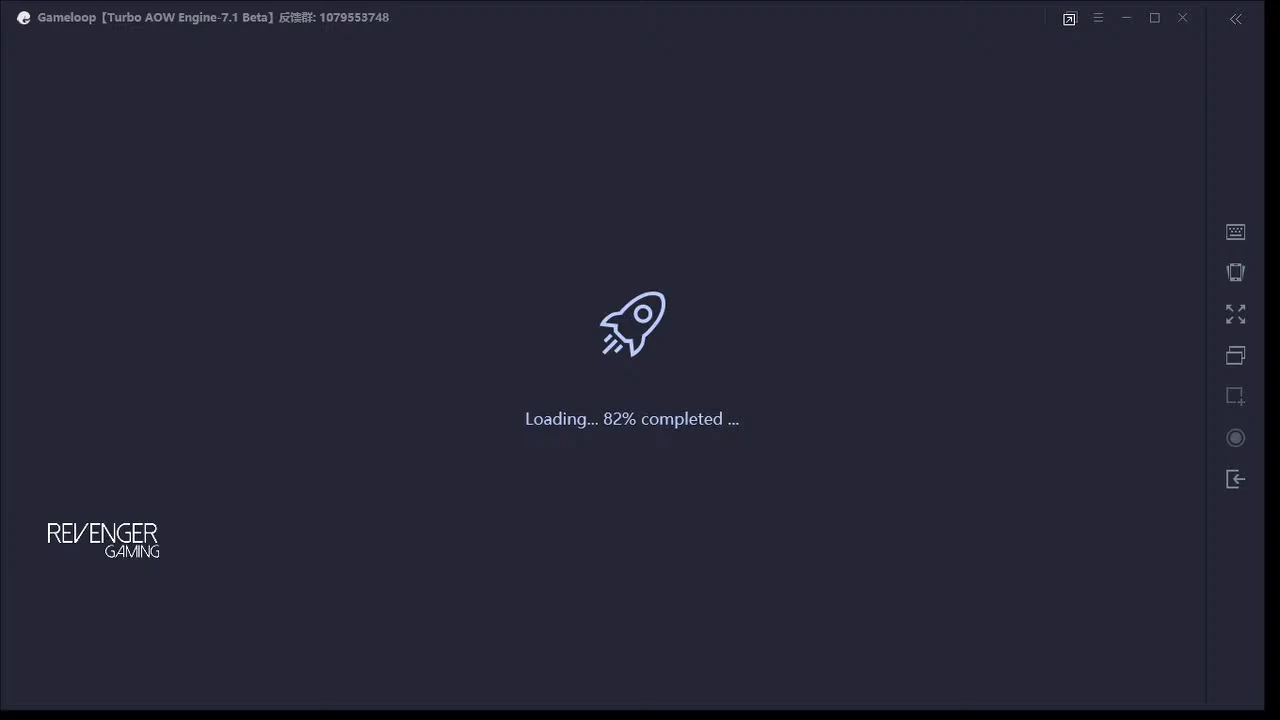 Gameloop【Turbo AOW Engine-7.1 Beta】反馈群: 1079553748
Loading... 82% completed ...
REVENGER
GAMING